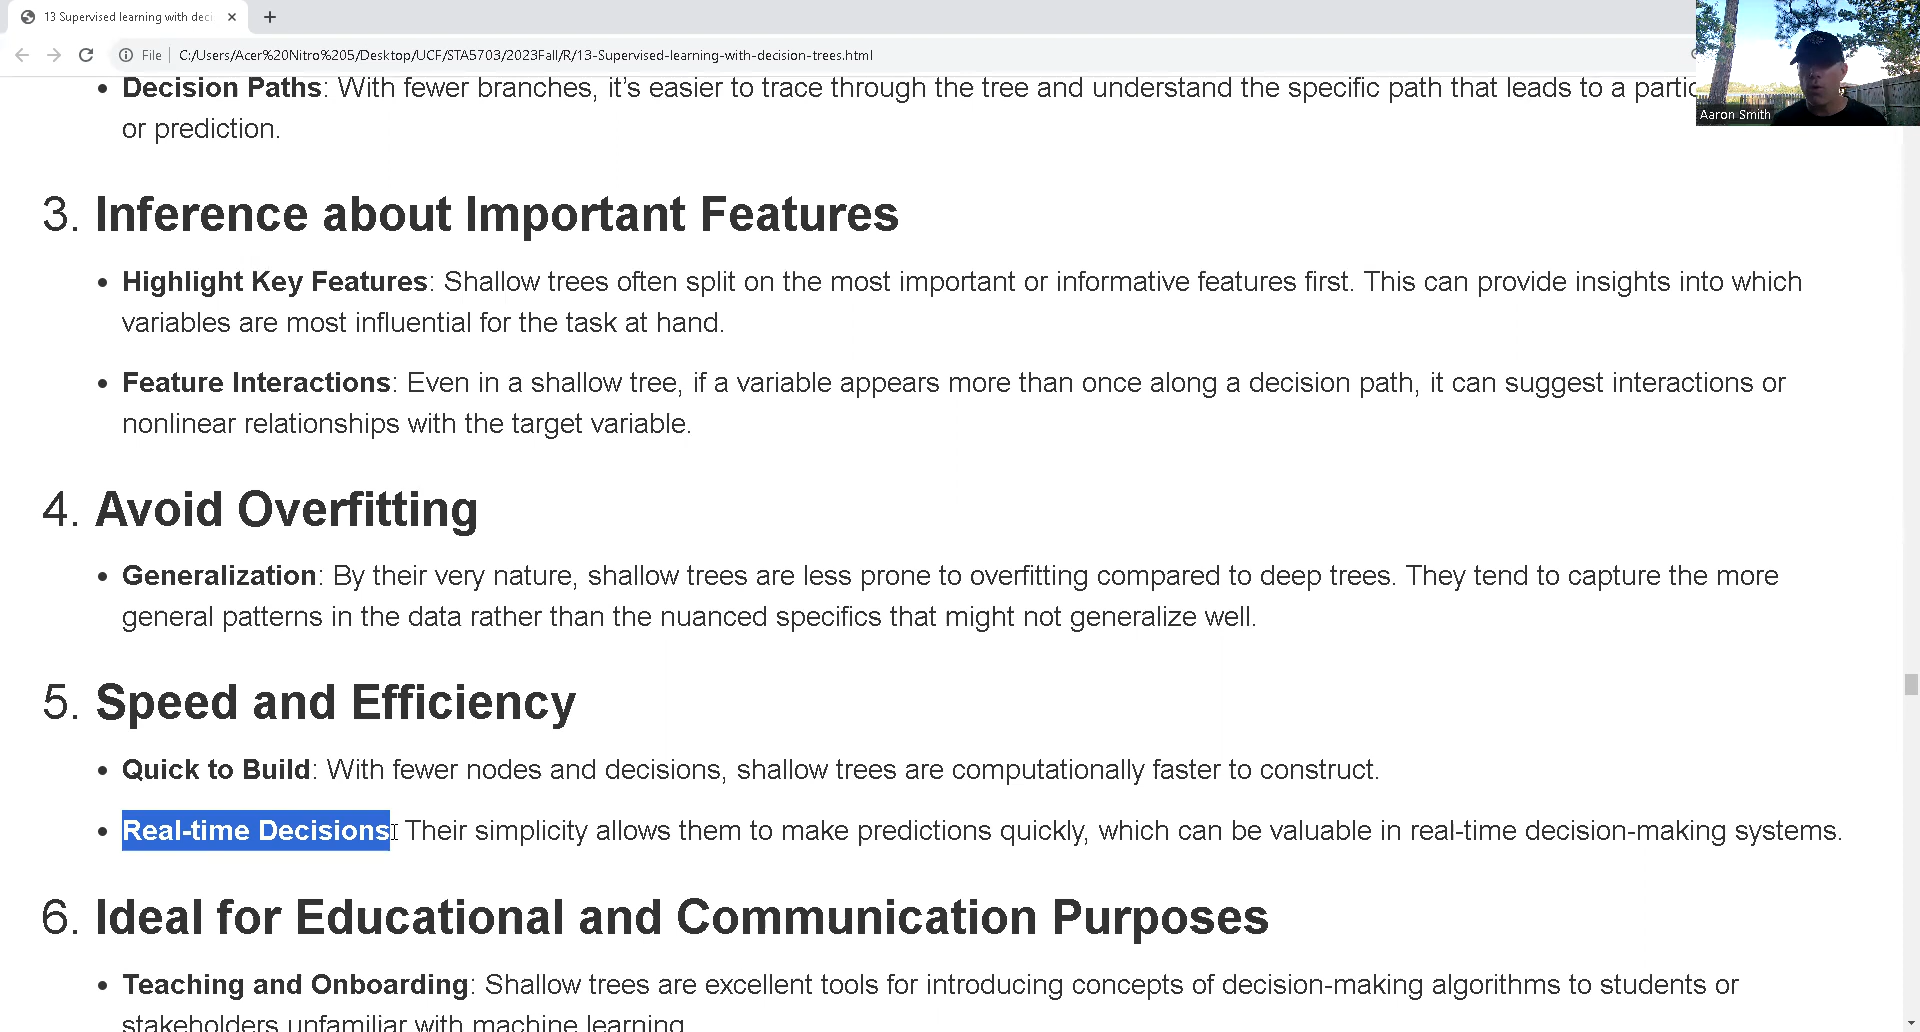 13 Supervised learning with deci
File
C:/Users/Acer%20Nitro%205/Desktop/UCF/STA5703/2023Fall/R/13-Supervised-learning-with-decision-trees.html
• Decision Paths: With fewer branches, it’s easier to trace through the tree and understand the specific path that leads to a partic
or prediction.
Aaron Smith
3. Inference about Important Features
• Highlight Key Features: Shallow trees often split on the most important or informative features first. This can provide insights into which
variables are most influential for the task at hand.
• Feature Interactions: Even in a shallow tree, if a variable appears more than once along a decision path, it can suggest interactions or
nonlinear relationships with the target variable.
4. Avoid Overfitting
• Generalization: By their very nature, shallow trees are less prone to overfitting compared to deep trees. They tend to capture the more
general patterns in the data rather than the nuanced specifics that might not generalize well.
5. Speed and Efficiency
• Quick to Build: With fewer nodes and decisions, shallow trees are computationally faster to construct.
• Real-time Decisions: Their simplicity allows them to make predictions quickly, which can be valuable in real-time decision-making systems.
6. Ideal for Educational and Communication Purposes
• Teaching and Onboarding: Shallow trees are excellent tools for introducing concepts of decision-making algorithms to students or
stakeholders unfamiliar with machine learning